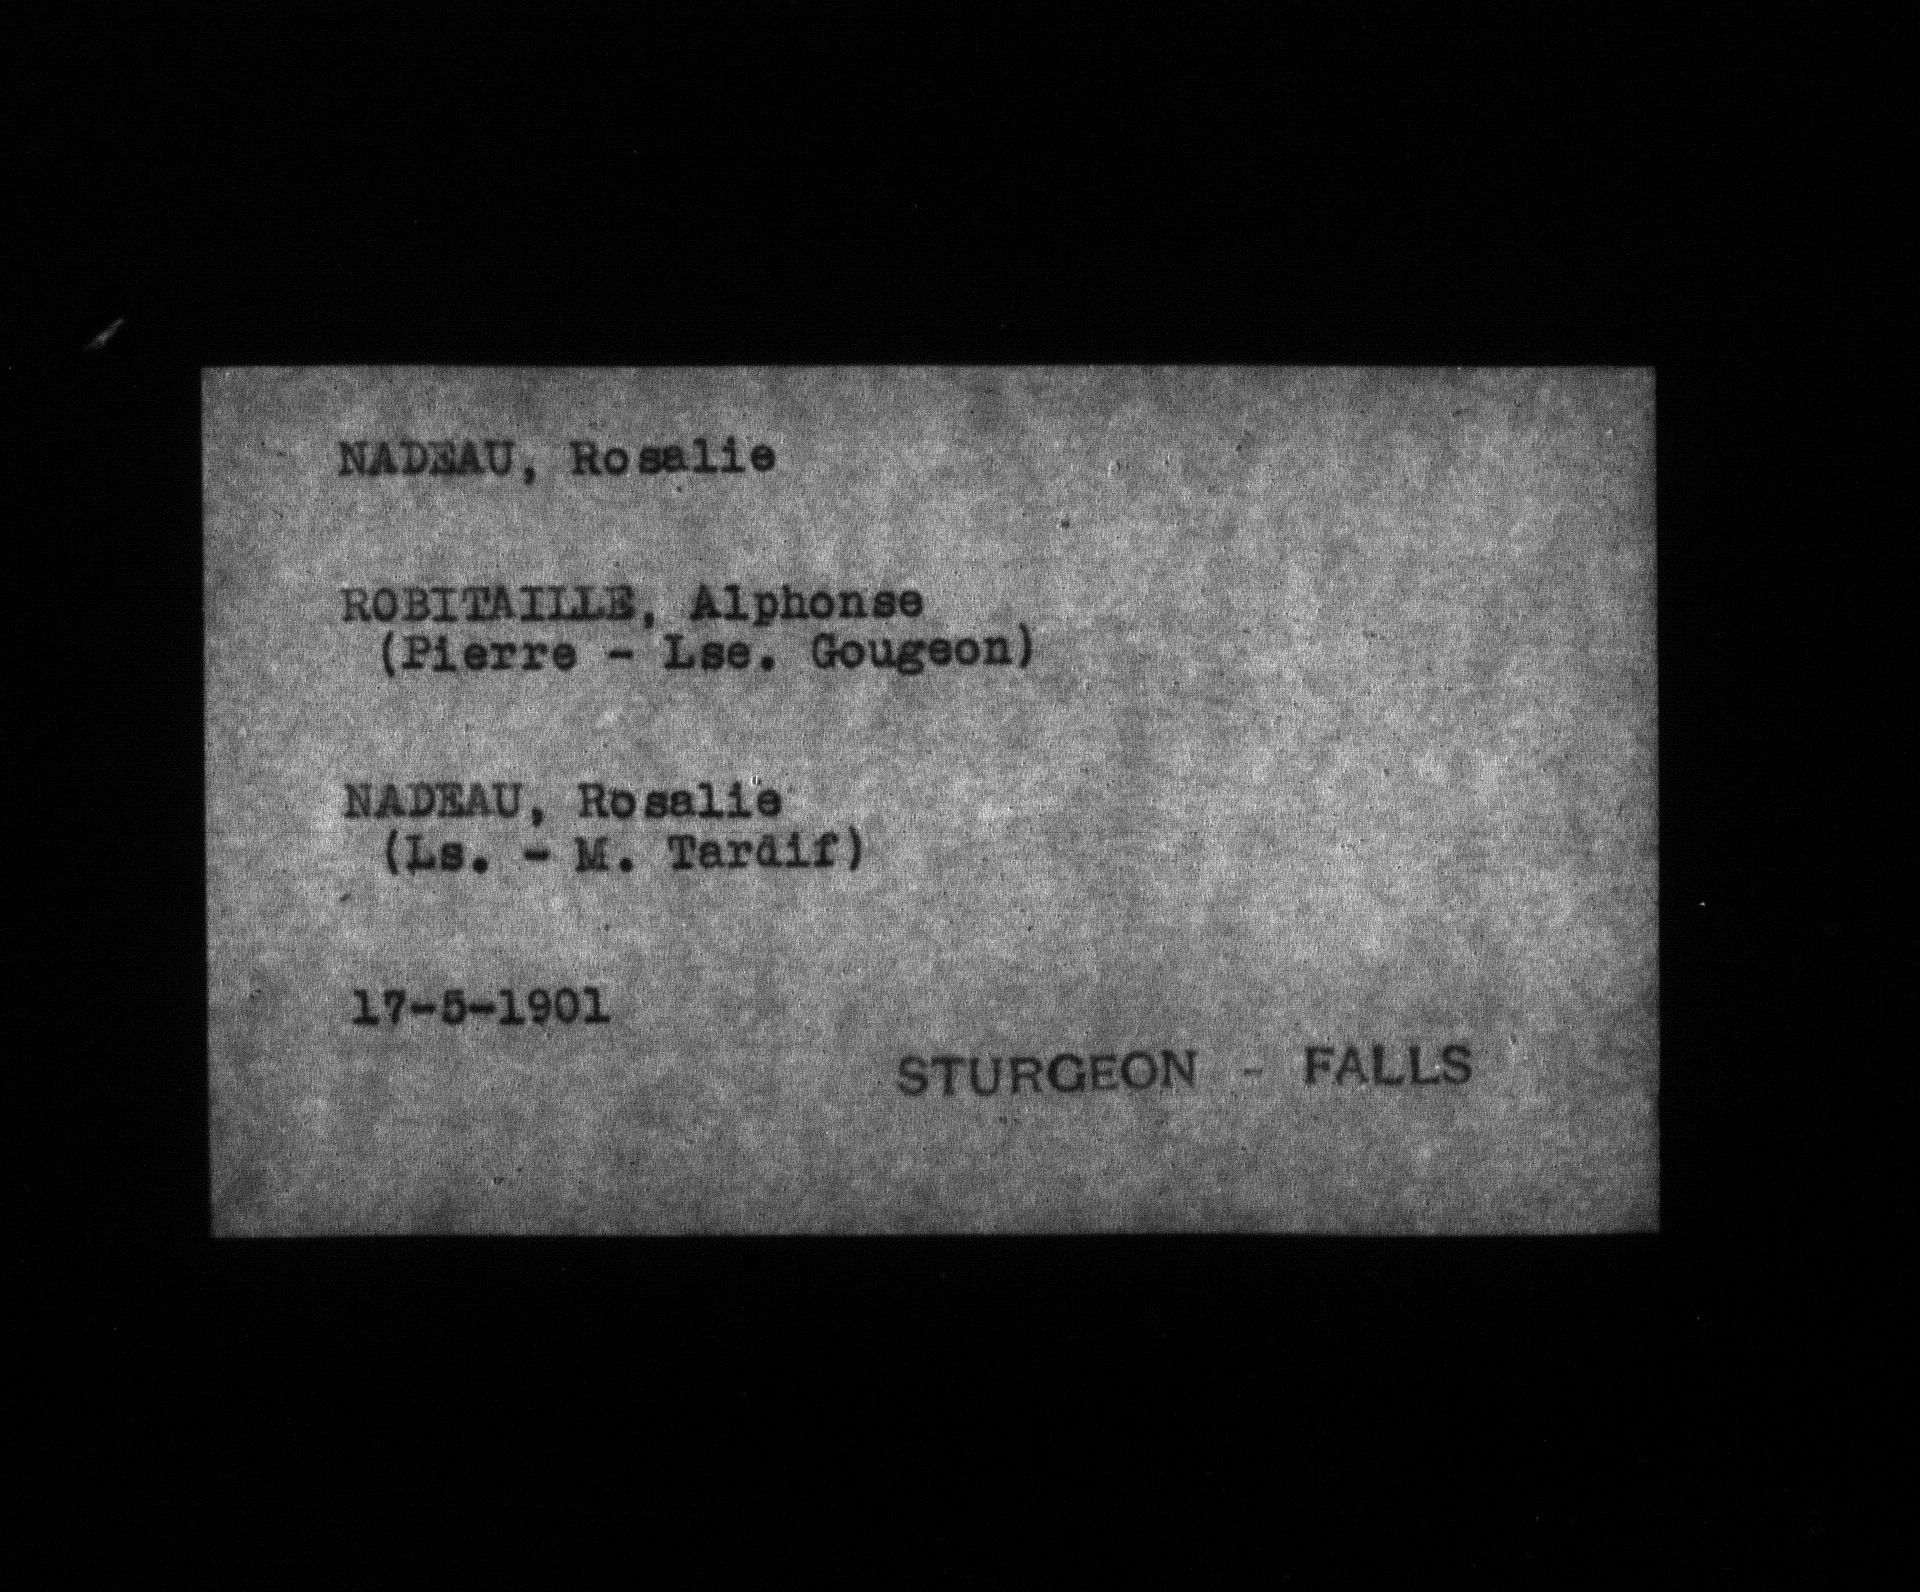 NADEAU, Rosalie
ROBITAILLE, Alphonse
(Pierre - Lse. Gougeon)
NADEAU, Rosalie
(Ls. - M. Tardif)
17-5-1901
STURGEON - FALLS